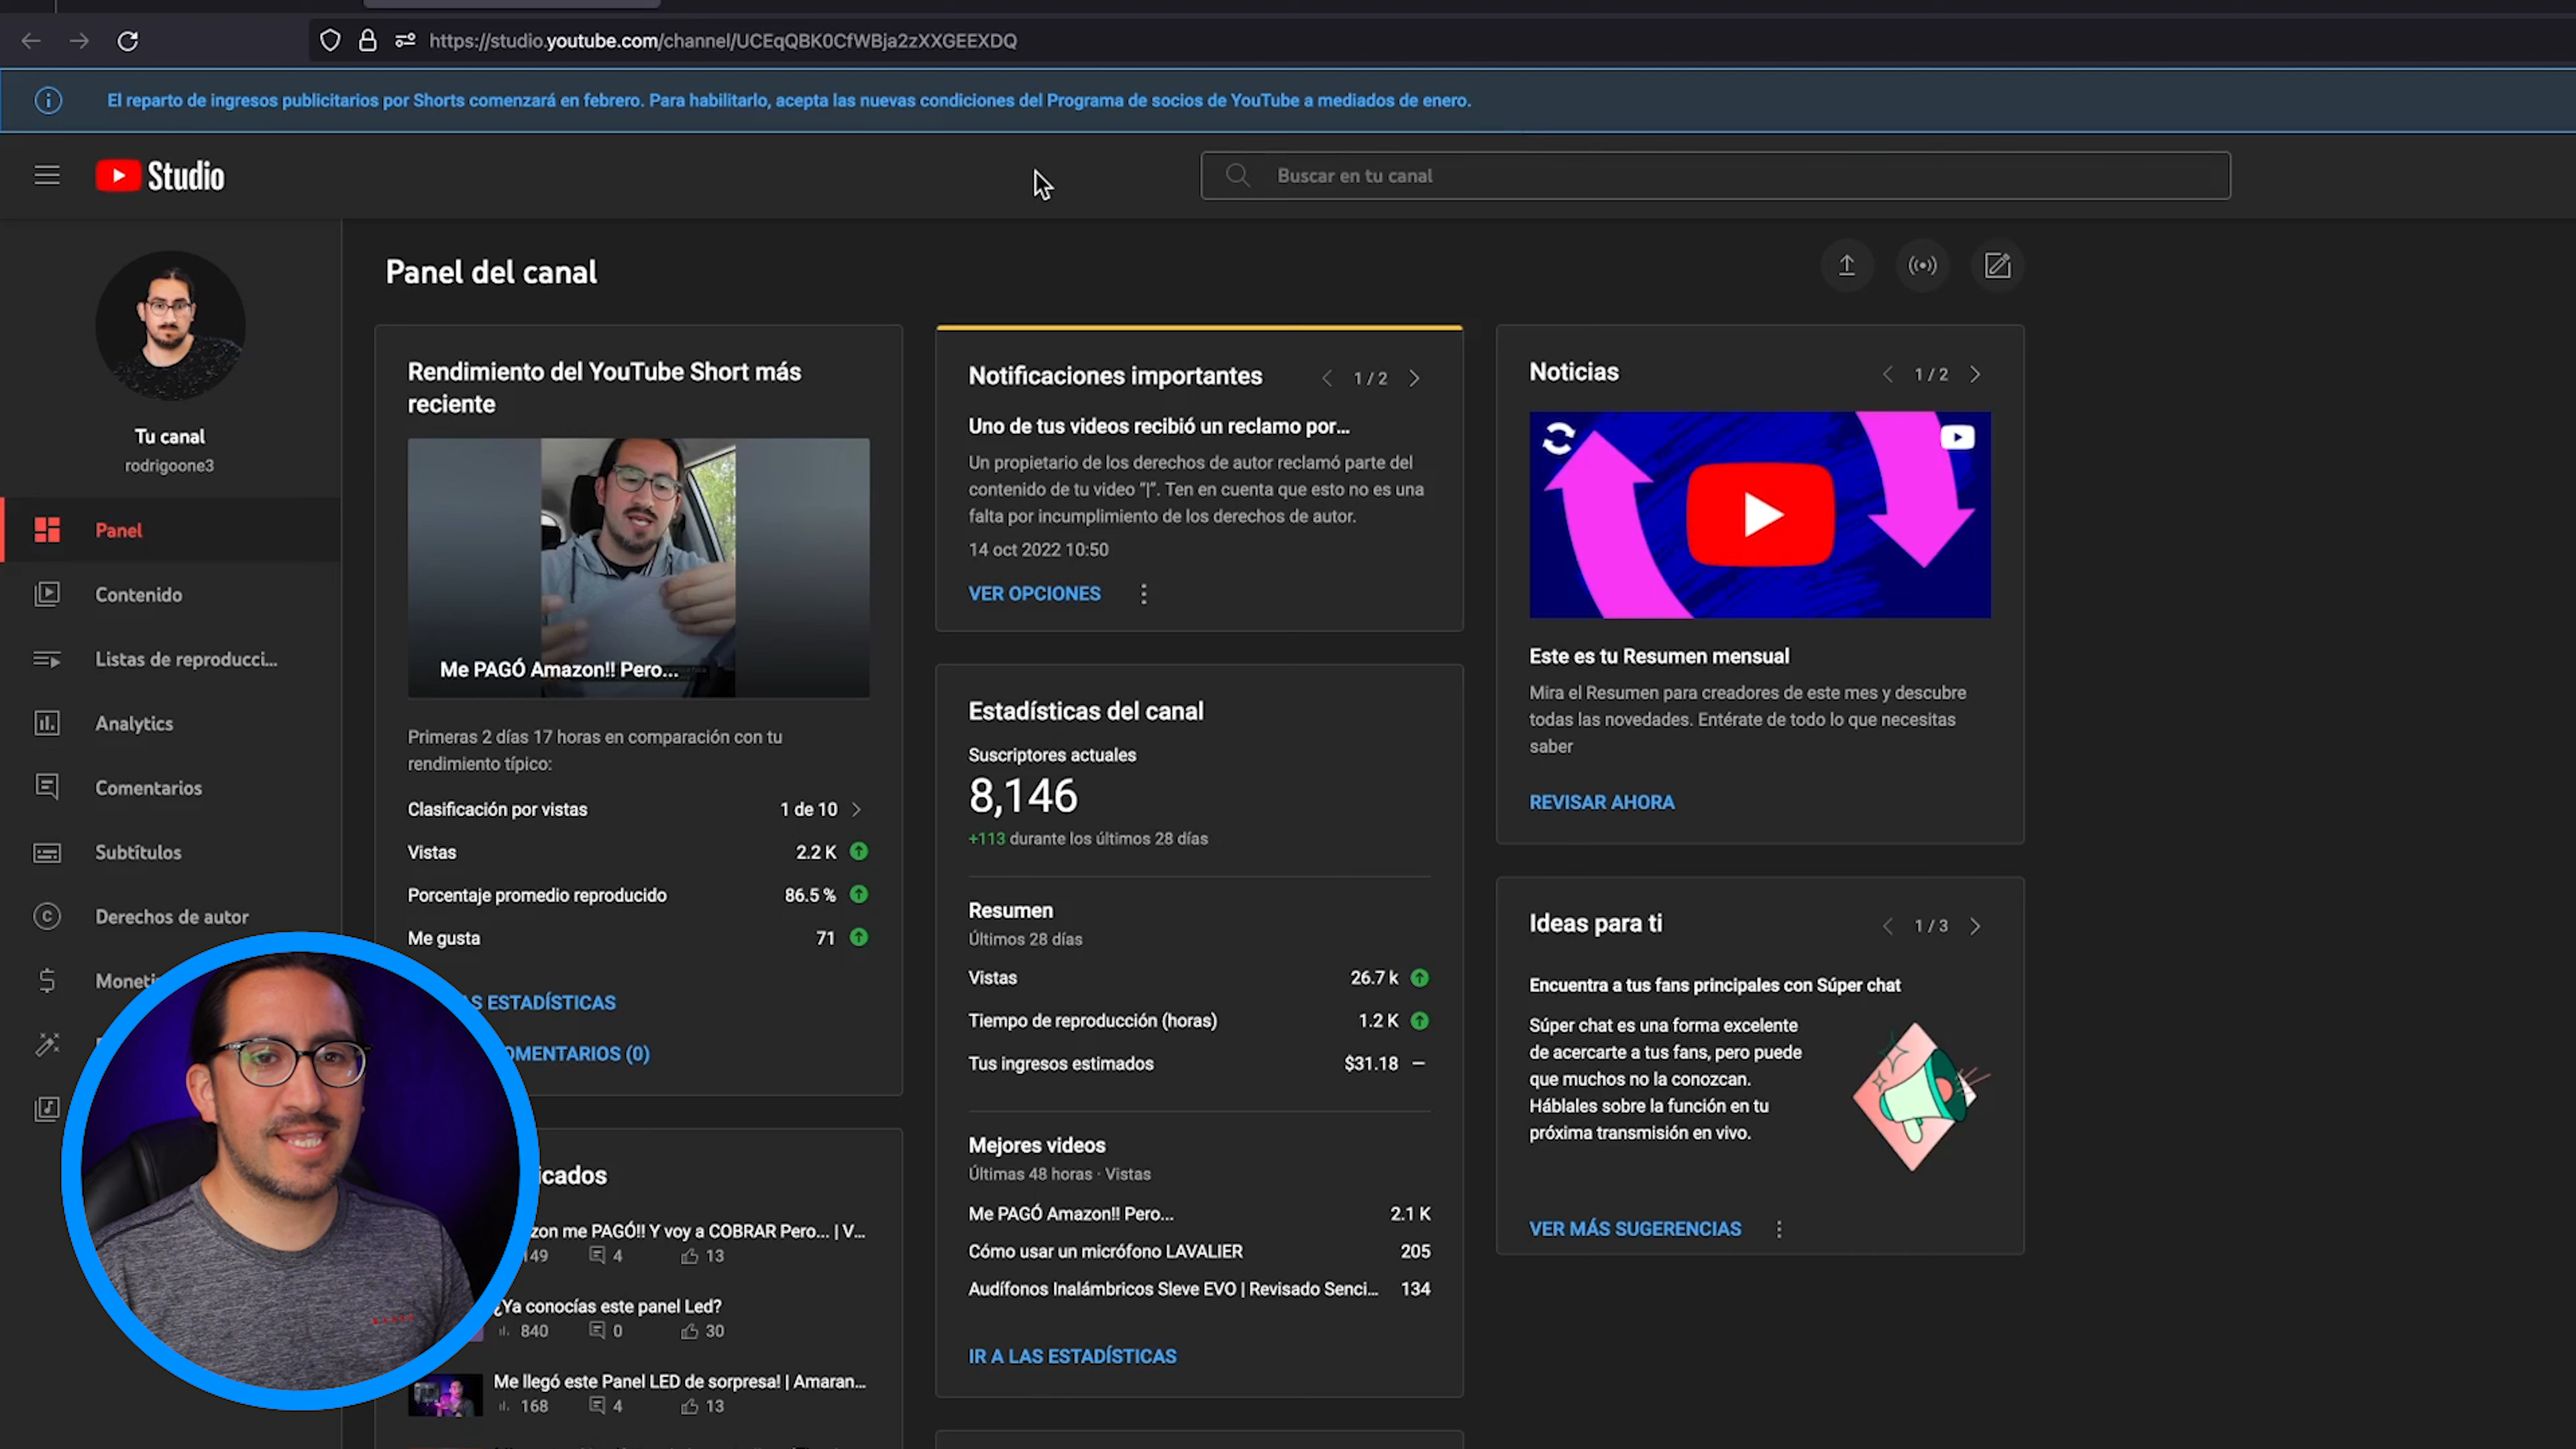 https://studio.youtube.com/channel/UCEqQBK0CfWBja2zXXGEEXDQ
El reparto de ingresos publicitarios por Shorts comenzará en febrero. Para habilitarlo, acepta las nuevas condiciones del Programa de socios de YouTube a mediados de enero.
Studio
Buscar en tu canal
Tu canal
rodrigoone3
Panel
Contenido
Listas de reproducci...
Analytics
Comentarios
Subtítulos
Derechos de autor
Panel del canal
Rendimiento del YouTube Short más
reciente
Me PAGÓ Amazon!! Pero...
Primeras 2 días 17 horas en comparación con tu
rendimiento típico:
Clasificación por vistas 1 de 10
Vistas 2.2 K
Porcentaje promedio reproducido 86.5 %
Me gusta 71
ESTADÍSTICAS
(0)
PAGÓ!! Y voy a COBRAR Pero... | V...
149 4 13
¿Ya conocías este panel Led?
840 0 30
Me llegó este Panel LED de sorpresa! | Amaran...
168 4 13
Notificaciones importantes 1 / 2
Uno de tus videos recibió un reclamo por...
Un propietario de los derechos de autor reclamó parte del
contenido de tu video “|”. Ten en cuenta que esto no es una
falta por incumplimiento de los derechos de autor.
14 oct 2022 10:50
VER OPCIONES
Estadísticas del canal
Suscriptores actuales
8,146
+113 durante los últimos 28 días
Resumen
Últimos 28 días
Vistas 26.7 k
Tiempo de reproducción (horas) 1.2 K
Tus ingresos estimados $31.18 —
Mejores videos
Últimas 48 horas · Vistas
Me PAGÓ Amazon!! Pero... 2.1 K
Cómo usar un micrófono LAVALIER 205
Audífonos Inalámbricos Sleve EVO | Revisado Senci... 134
IR A LAS ESTADÍSTICAS
Noticias 1 / 2
Este es tu Resumen mensual
Mira el Resumen para creadores de este mes y descubre
todas las novedades. Entérate de todo lo que necesitas
saber
REVISAR AHORA
Ideas para ti 1 / 3
Encuentra a tus fans principales con Súper chat
Súper chat es una forma excelente
de acercarte a tus fans, pero puede
que muchos no la conozcan.
Háblales sobre la función en tu
próxima transmisión en vivo.
VER MÁS SUGERENCIAS